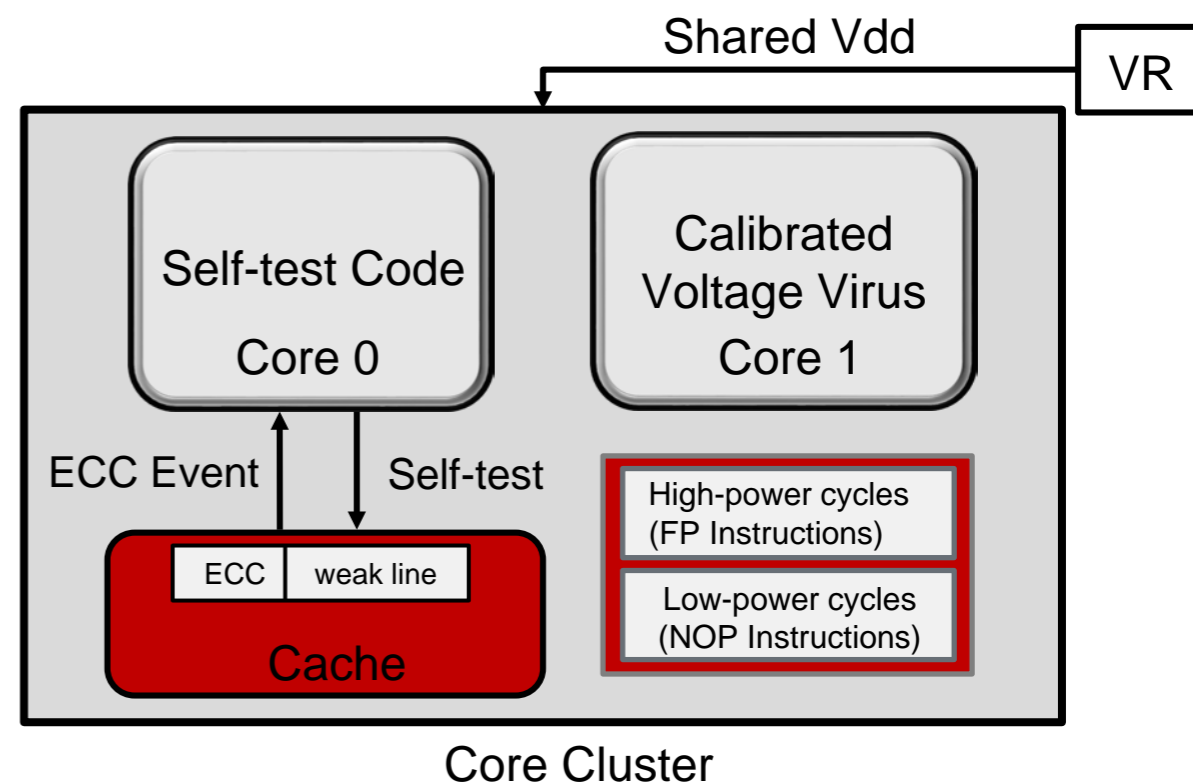 Shared Vdd
VR
Self-test Code
Core 0
Calibrated
Voltage Virus
Core 1
ECC Event
Self-test
ECC
weak line
Cache
High-power cycles
(FP Instructions)
Low-power cycles
(NOP Instructions)
Core Cluster